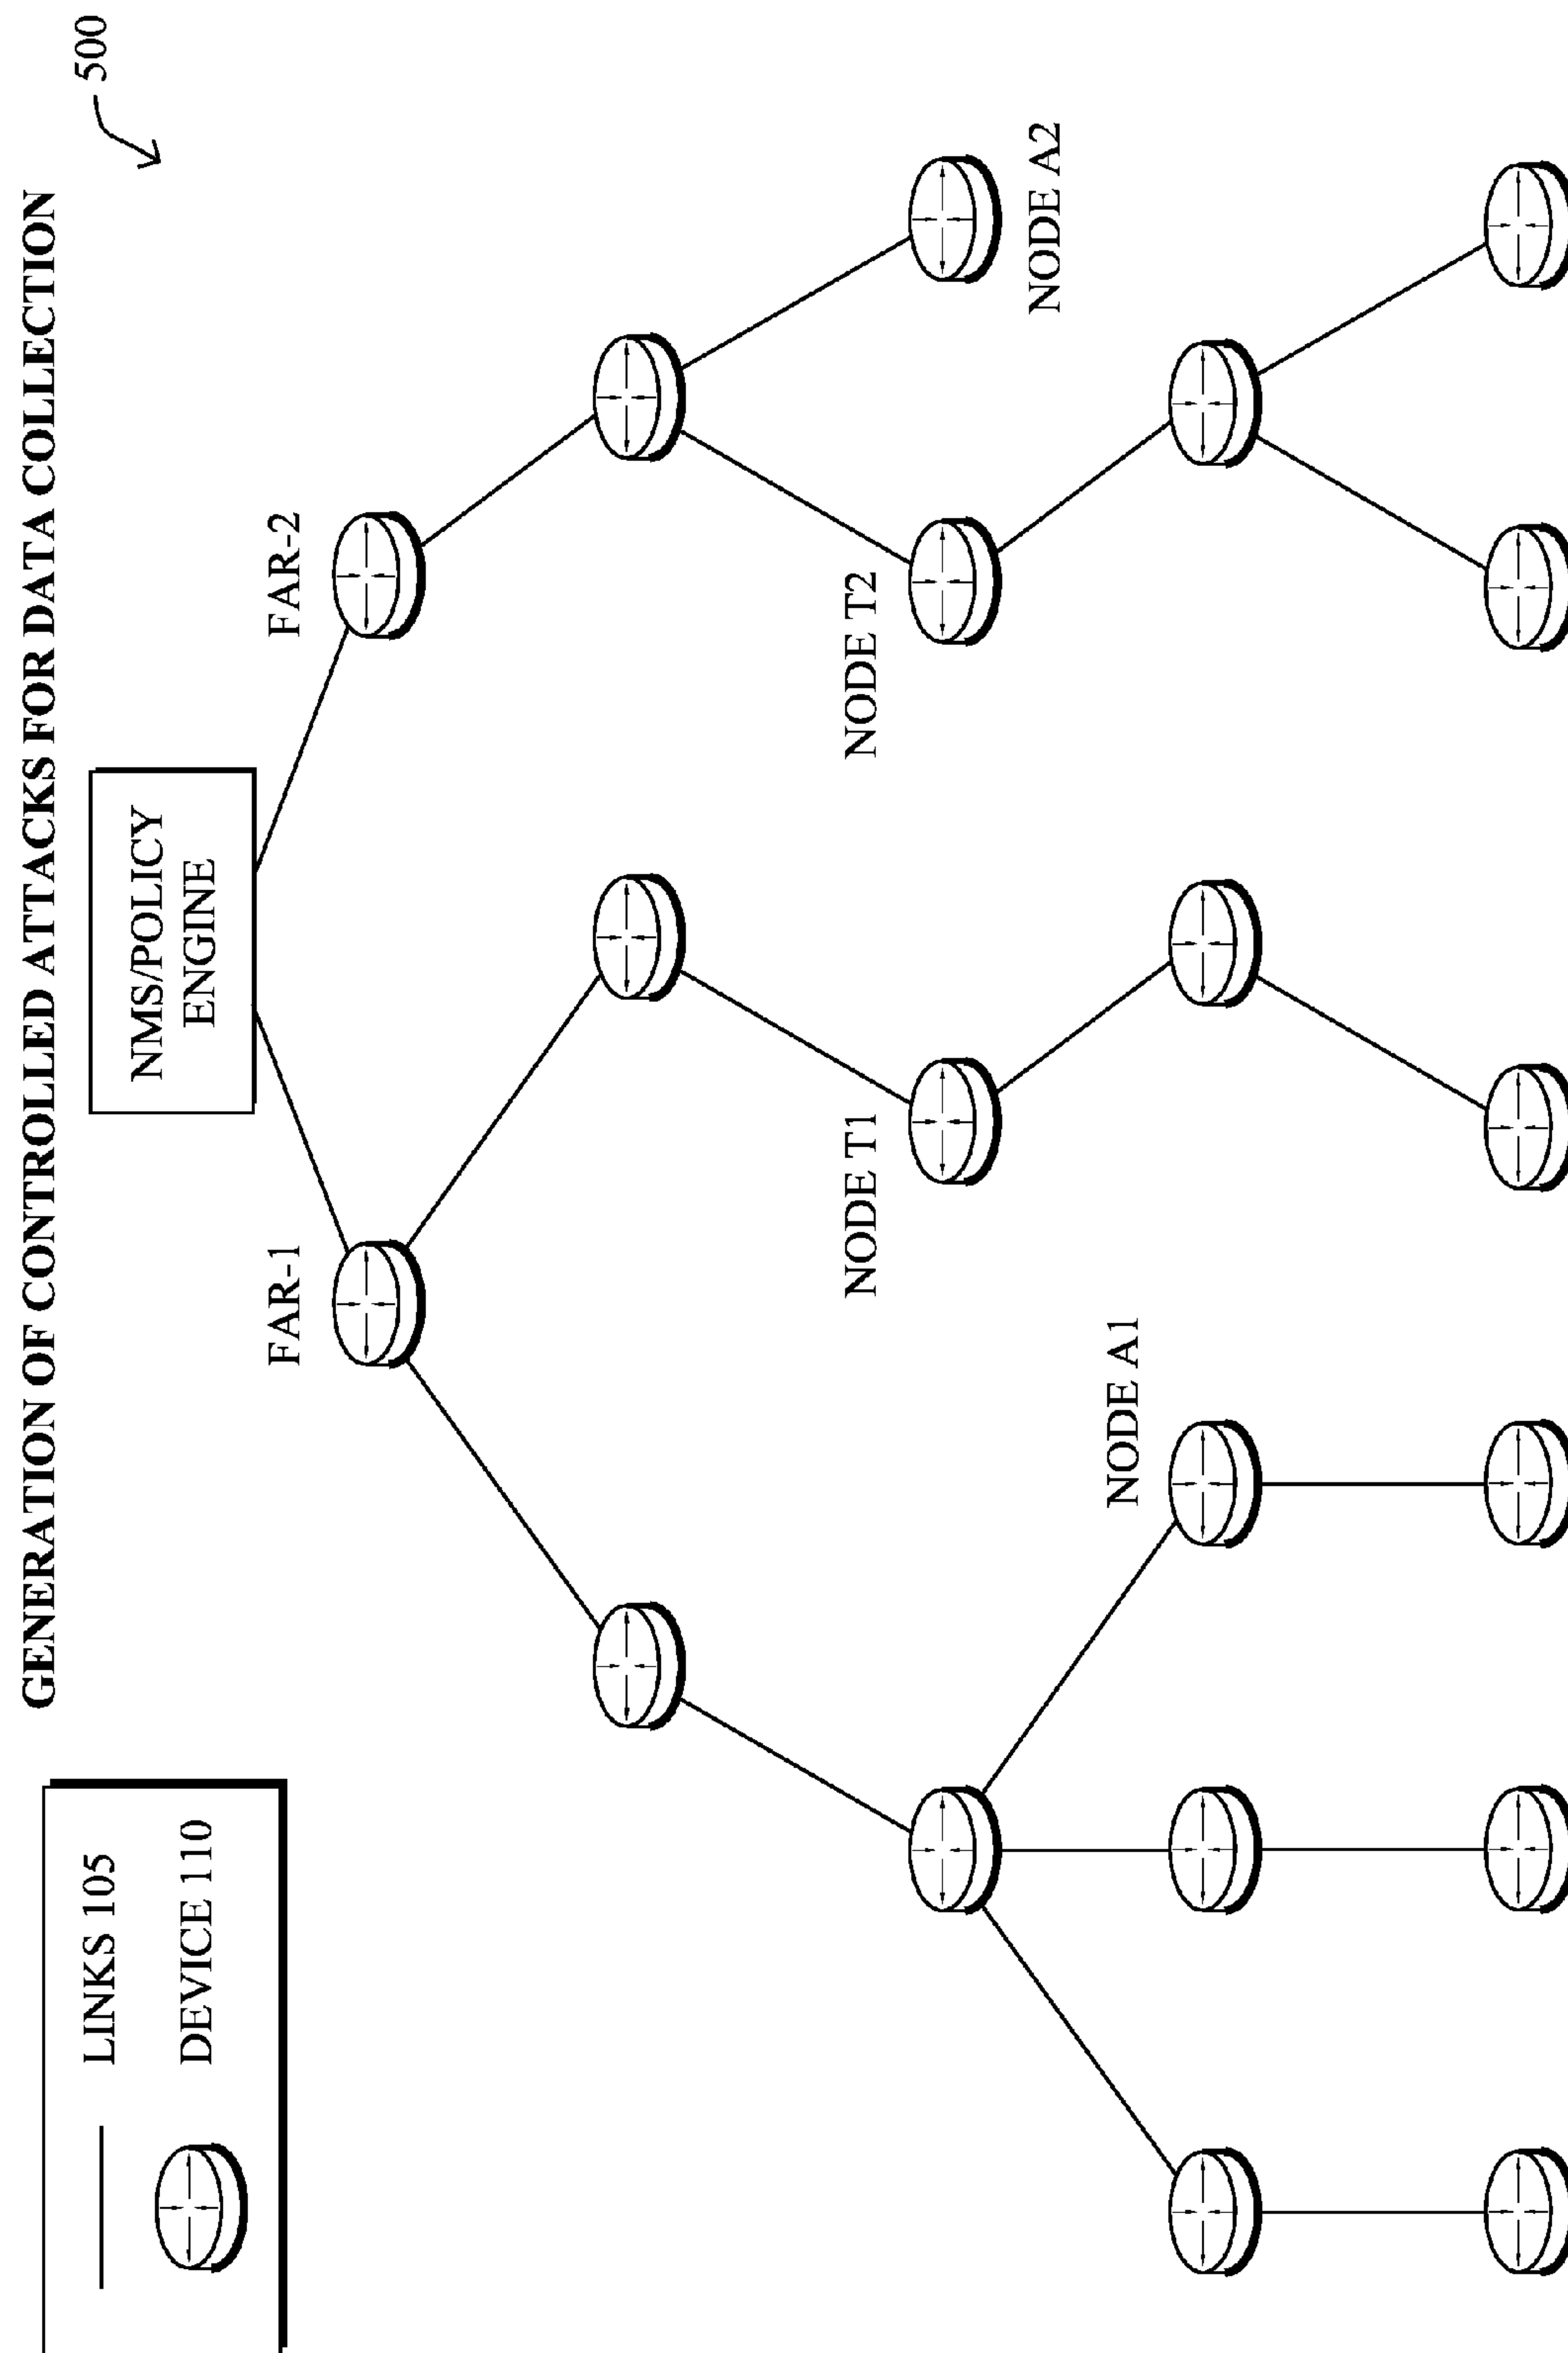 GENERATION OF CONTROLLED ATTACKS FOR DATA COLLECTION
500
LINKS 105
DEVICE 110
NMS/POLICY
ENGINE
FAR-1
FAR-2
NODE T1
NODE T2
NODE A1
NODE A2